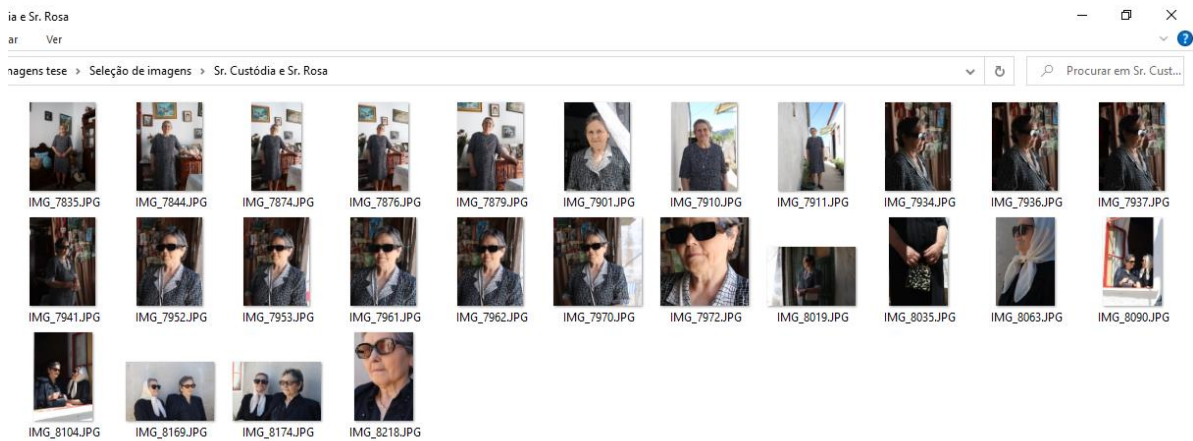 ia e Sr. Rosa
ar Ver
nagens tese > Seleção de imagens > Sr. Custódia e Sr. Rosa
Procurar em Sr. Cust...
IMG_7835.JPG IMG_7844.JPG IMG_7874.JPG IMG_7876.JPG IMG_7879.JPG IMG_7901.JPG IMG_7910.JPG IMG_7911.JPG IMG_7934.JPG IMG_7936.JPG IMG_7937.JPG
IMG_7941.JPG IMG_7952.JPG IMG_7953.JPG IMG_7961.JPG IMG_7962.JPG IMG_7970.JPG IMG_7972.JPG IMG_8019.JPG IMG_8035.JPG IMG_8063.JPG IMG_8090.JPG
IMG_8104.JPG IMG_8169.JPG IMG_8174.JPG IMG_8218.JPG